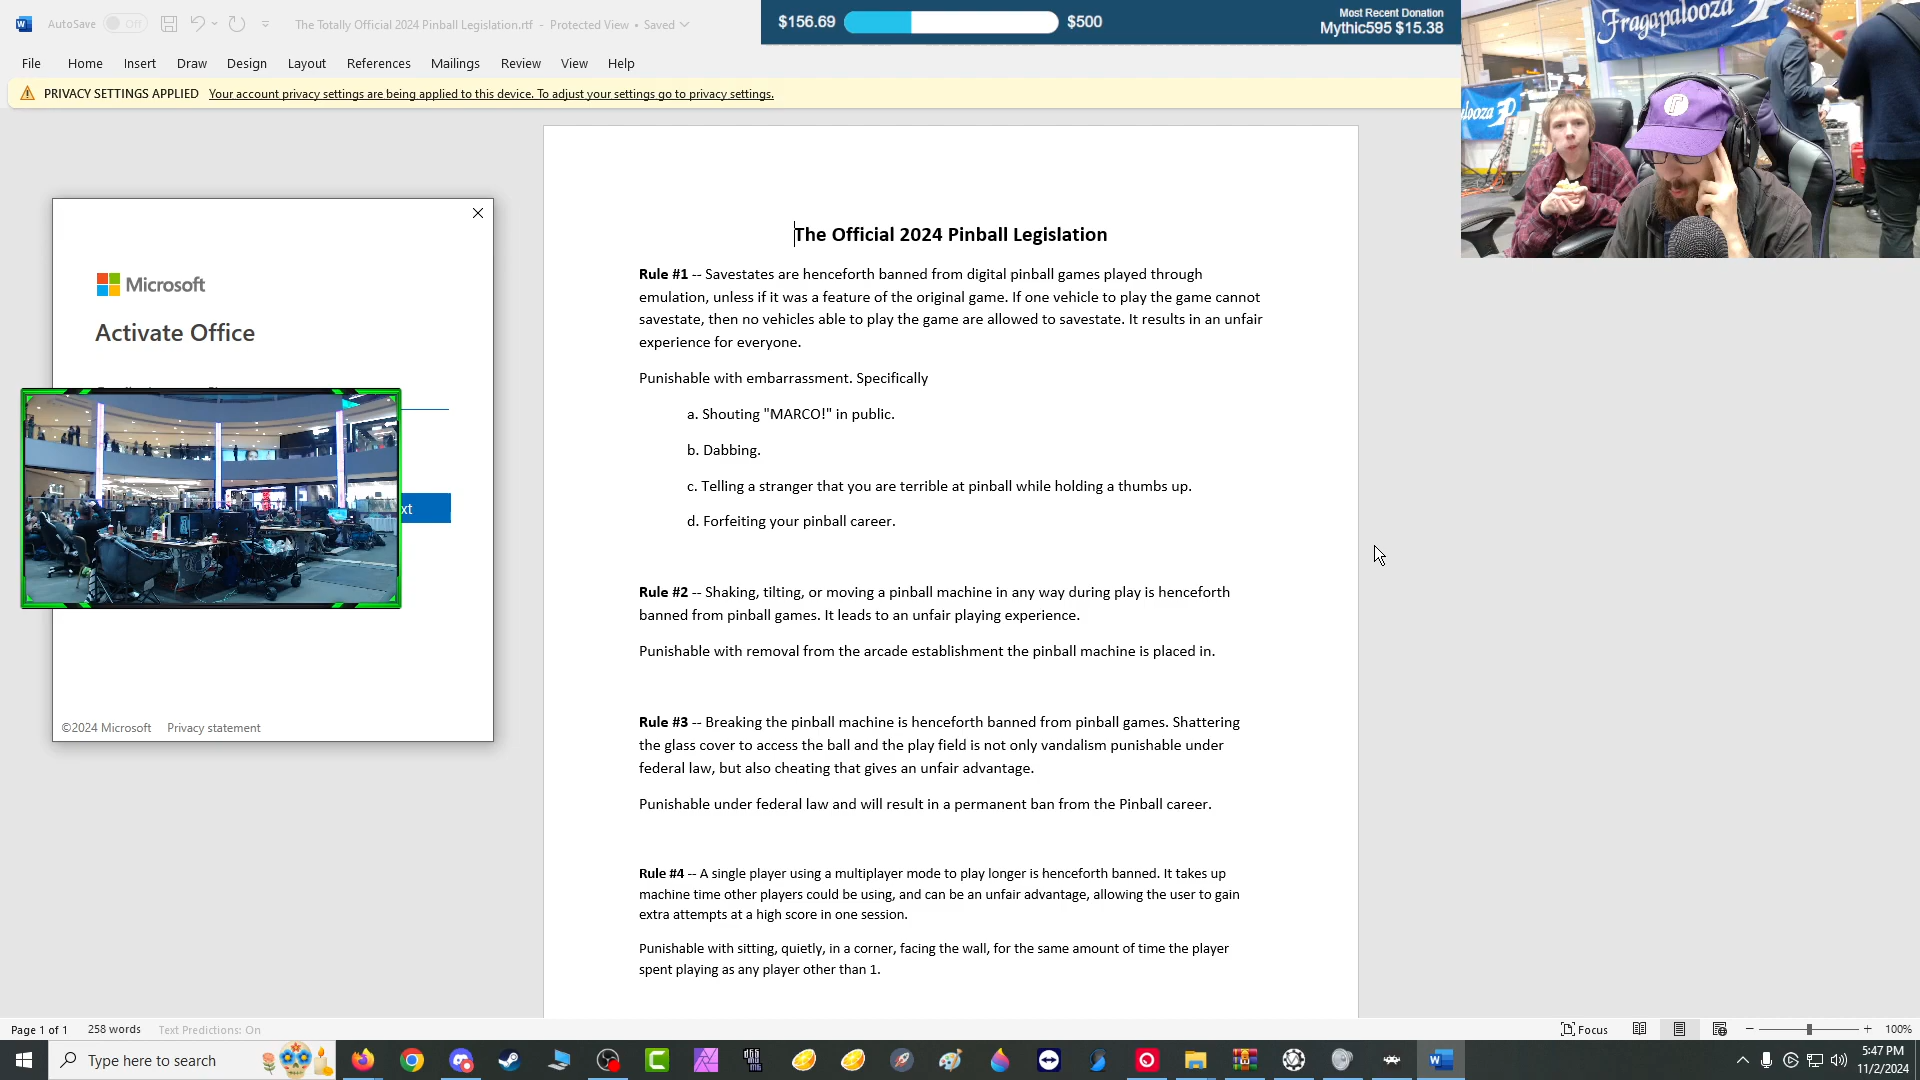 AutoSave Off The Totally Official 2024 Pinball Legislation.rtf - Protected View • Saved
$156.69 $500
Most Recent Donation
Mythic595 $15.38
Fragapalooza
palooza
File Home Insert Draw Design Layout References Mailings Review View Help
PRIVACY SETTINGS APPLIED Your account privacy settings are being applied to this device. To adjust your settings go to privacy settings.
Microsoft
Activate Office
xt
©2024 Microsoft Privacy statement
The Official 2024 Pinball Legislation
Rule #1 -- Savestates are henceforth banned from digital pinball games played through
emulation, unless if it was a feature of the original game. If one vehicle to play the game cannot
savestate, then no vehicles able to play the game are allowed to savestate. It results in an unfair
experience for everyone.
Punishable with embarrassment. Specifically
a. Shouting "MARCO!" in public.
b. Dabbing.
c. Telling a stranger that you are terrible at pinball while holding a thumbs up.
d. Forfeiting your pinball career.
Rule #2 -- Shaking, tilting, or moving a pinball machine in any way during play is henceforth
banned from pinball games. It leads to an unfair playing experience.
Punishable with removal from the arcade establishment the pinball machine is placed in.
Rule #3 -- Breaking the pinball machine is henceforth banned from pinball games. Shattering
the glass cover to access the ball and the play field is not only vandalism punishable under
federal law, but also cheating that gives an unfair advantage.
Punishable under federal law and will result in a permanent ban from the Pinball career.
Rule #4 -- A single player using a multiplayer mode to play longer is henceforth banned. It takes up
machine time other players could be using, and can be an unfair advantage, allowing the user to gain
extra attempts at a high score in one session.
Punishable with sitting, quietly, in a corner, facing the wall, for the same amount of time the player
spent playing as any player other than 1.
Page 1 of 1 258 words Text Predictions: On Focus 100%
Type here to search
5:47 PM
11/2/2024